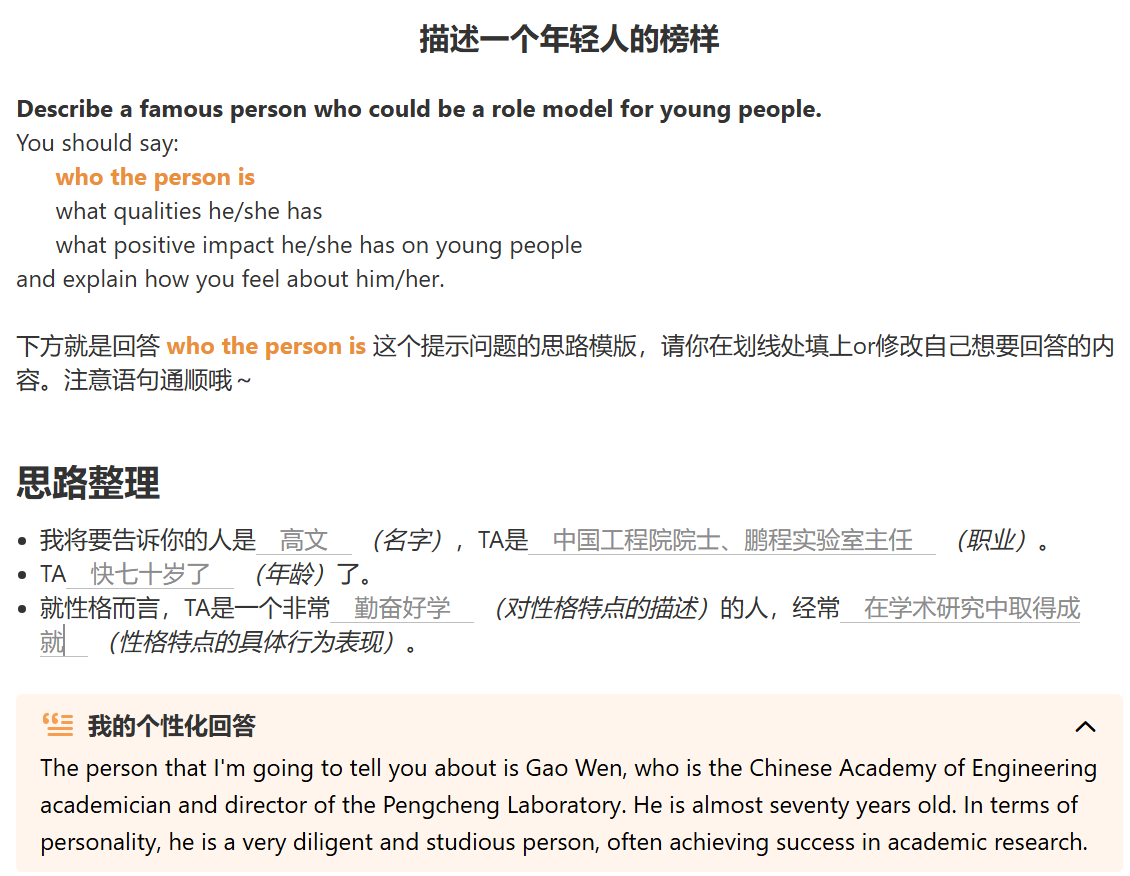 描述一个年轻人的榜样
Describe a famous person who could be a role model for young people.
You should say:
who the person is
what qualities he/she has
what positive impact he/she has on young people
and explain how you feel about him/her.
下方就是回答 who the person is 这个提示问题的思路模版，请你在划线处填上or修改自己想要回答的内
容。注意语句通顺哦～
思路整理
• 我将要告诉你的人是 高文 （名字），TA是 中国工程院院士、鹏程实验室主任 （职业）。
• TA 快七十岁了 （年龄）了。
• 就性格而言，TA是一个非常 勤奋好学 （对性格特点的描述）的人，经常 在学术研究中取得成
就 （性格特点的具体行为表现）。
我的个性化回答
The person that I'm going to tell you about is Gao Wen, who is the Chinese Academy of Engineering
academician and director of the Pengcheng Laboratory. He is almost seventy years old. In terms of
personality, he is a very diligent and studious person, often achieving success in academic research.